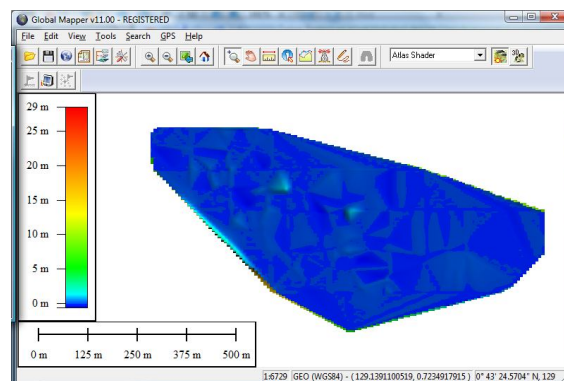 Global Mapper v11.00 - REGISTERED
File Edit View Tools Search GPS Help
Atlas Shader
29 m
25 m
20 m
15 m
10 m
5 m
0 m
0 m 125 m 250 m 375 m 500 m
1:6729 GEO (WGS84) - ( 129.1391100519, 0.7234917915 ) 0° 43' 24.5704" N, 129